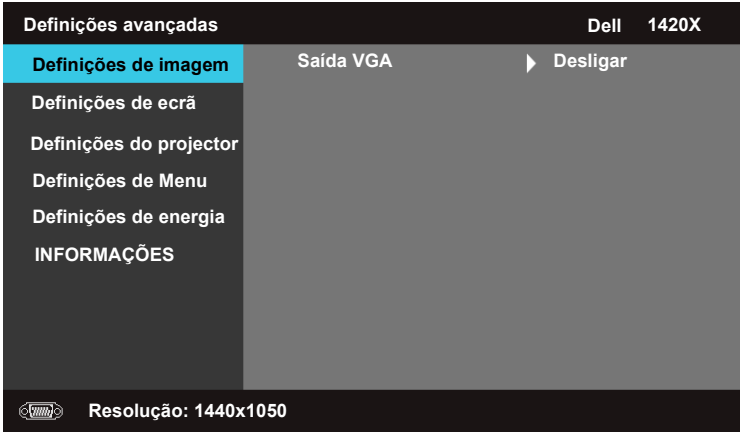 Definições avançadas Dell 1420X
Definições de imagem Saída VGA Desligar
Definições de ecrã
Definições do projector
Definições de Menu
Definições de energia
INFORMAÇÕES
Resolução: 1440x1050